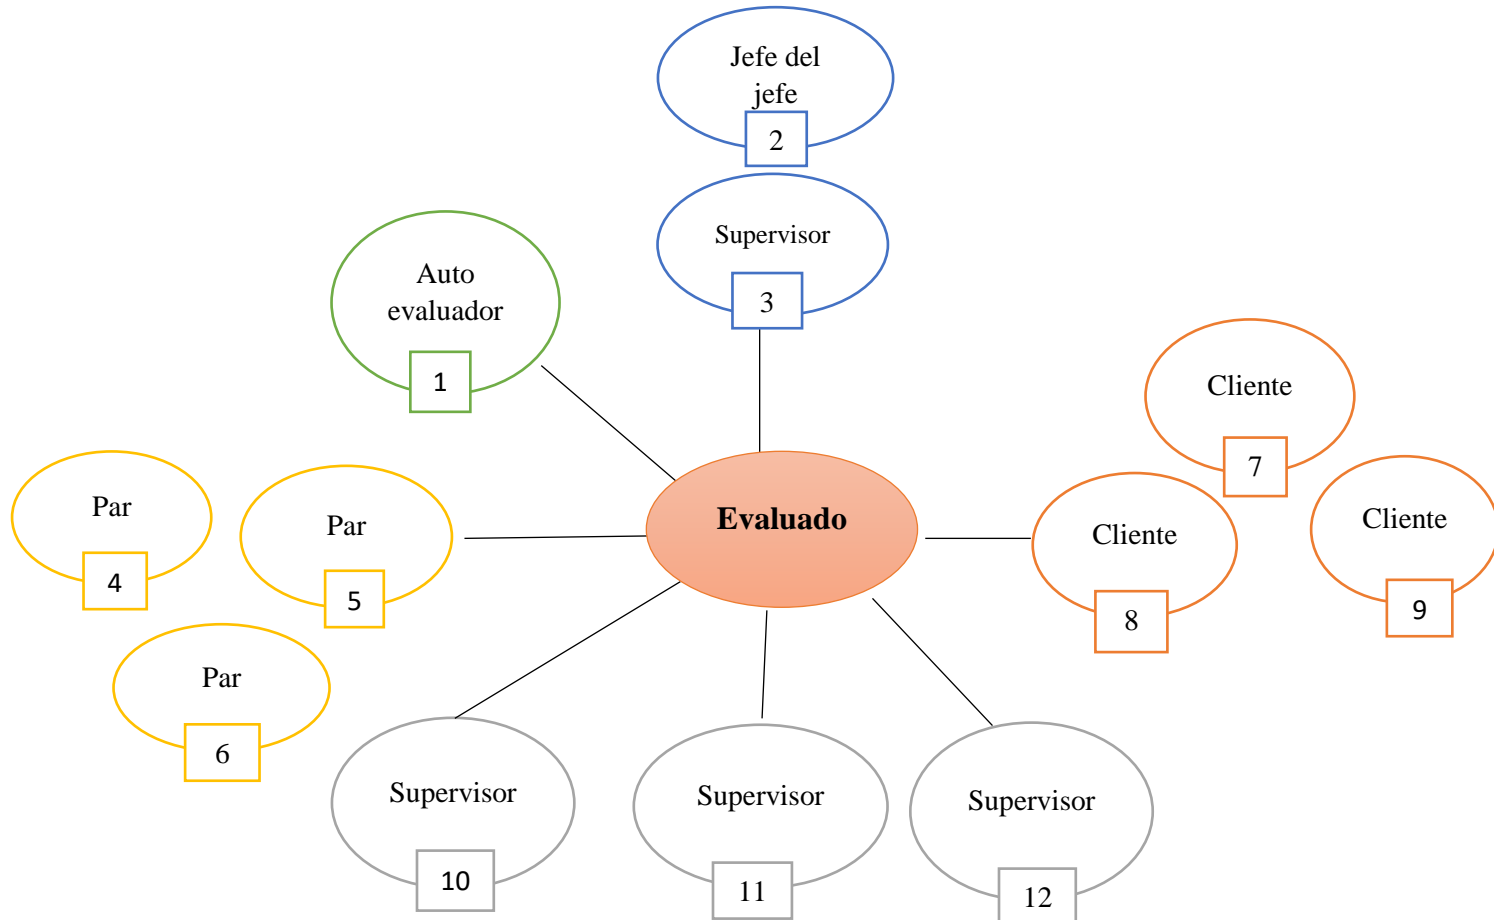 Jefe del
jefe
2
Supervisor
3
Auto
evaluador
1
Cliente
7
Par
4
Par
5
Evaluado
Cliente
8
Cliente
9
Par
6
Supervisor
10
Supervisor
11
Supervisor
12